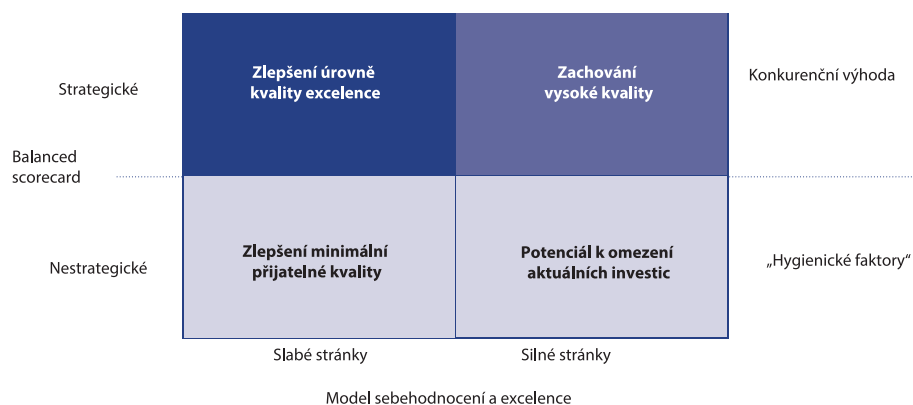 Strategické
Zlepšení úrovně
kvality excelence
Zachování
vysoké kvality
Konkurenční výhoda
Balanced
scorecard
Nestrategické
Zlepšení minimální
přijatelné kvality
Potenciál k omezení
aktuálních investic
„Hygienické faktory“
Slabé stránky
Silné stránky
Model sebehodnocení a excelence